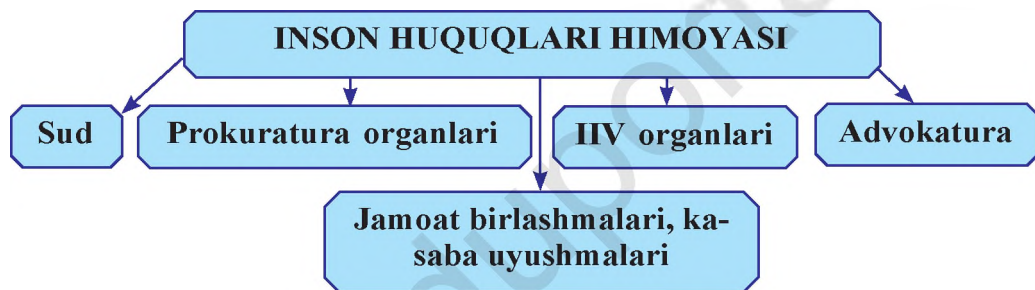 INSON HUQUQLARI HIMOYASI
Sud
Prokuratura organlari
IIV organlari
Advokatura
Jamoat birlashmalari, ka-
saba uyushmalari